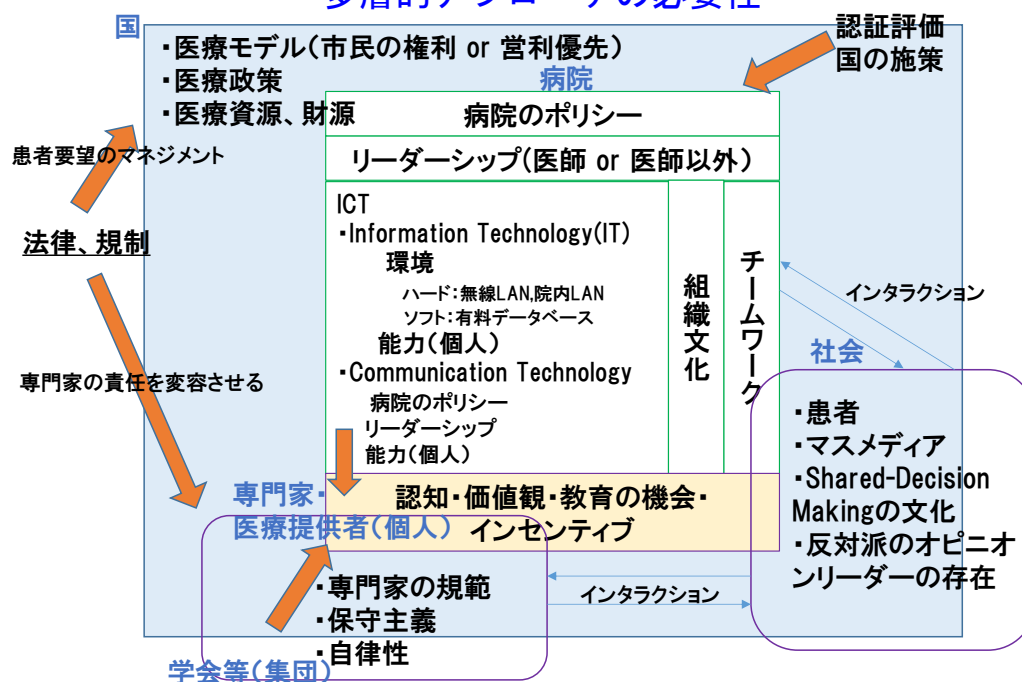 多層的アプローチの必要性
国
・医療モデル(市民の権利 or 営利優先)
・医療政策
・医療資源、財源
認証評価
国の施策
病院
病院のポリシー
リーダーシップ(医師 or 医師以外)
患者要望のマネジメント
法律、規制
専門家の責任を変容させる
ICT
・Information Technology(IT)
環境
ハード:無線LAN,院内LAN
ソフト:有料データベース
能力(個人)
・Communication Technology
病院のポリシー
リーダーシップ
能力(個人)
組織文化
チームワーク
インタラクション
社会
・患者
・マスメディア
・Shared-Decision
Makingの文化
・反対派のオピニオ
ンリーダーの存在
専門家・
医療提供者(個人)
認知・価値観・教育の機会・
インセンティブ
インタラクション
・専門家の規範
・保守主義
・自律性
学会等(集団)